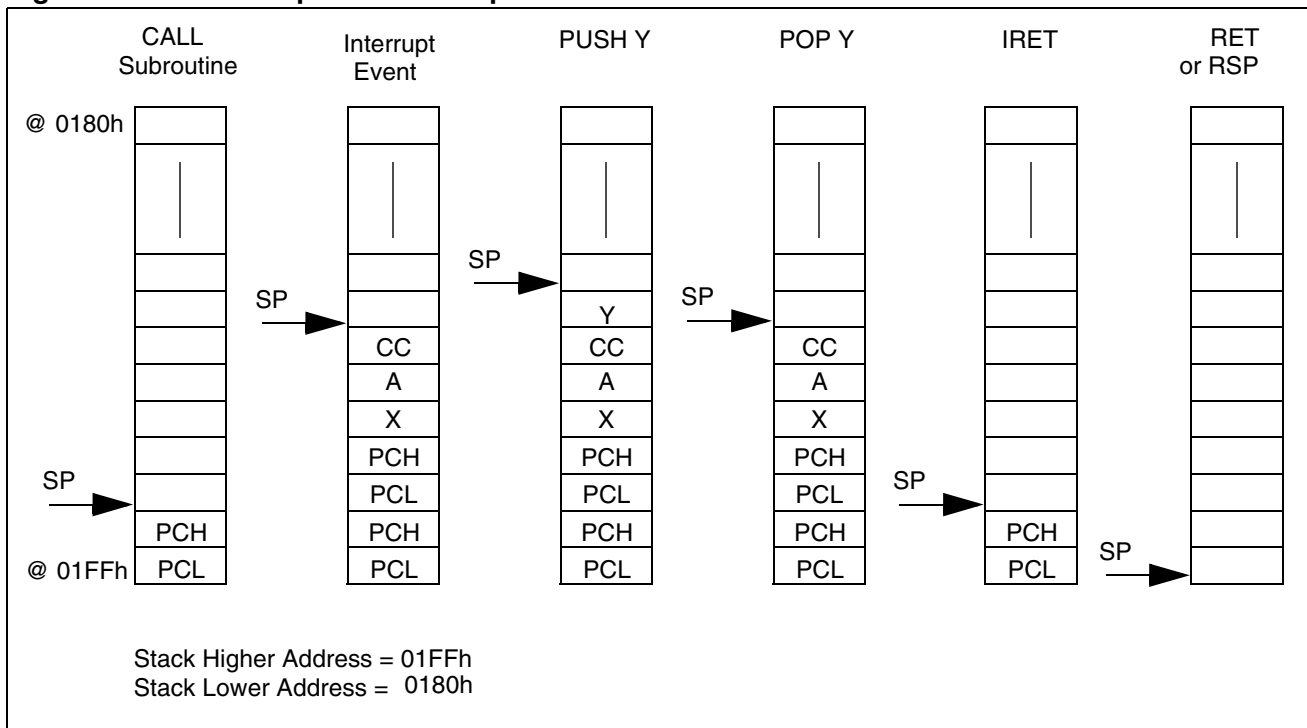 CALL
Subroutine
Interrupt
Event
PUSH Y
POP Y
IRET
RET
or RSP
@ 0180h
SP
SP
SP
Y
CC
CC
CC
A
A
A
X
X
X
PCH
PCH
PCH
SP
PCL
PCL
PCL
SP
PCH
PCH
PCH
PCH
PCH
SP
@ 01FFh
PCL
PCL
PCL
PCL
PCL
Stack Higher Address = 01FFh
Stack Lower Address = 0180h